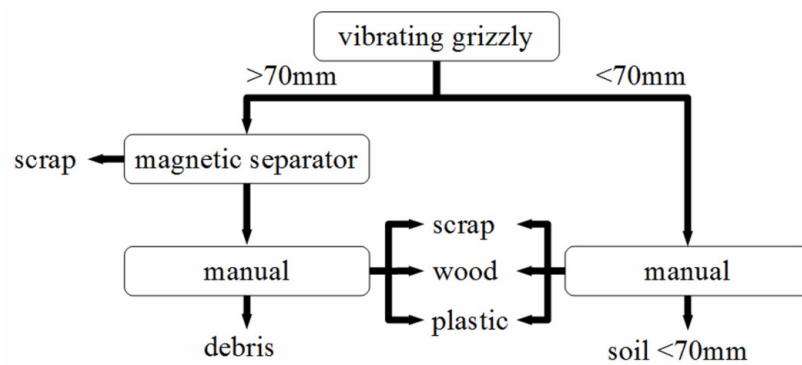 vibrating grizzly
>70mm
<70mm
scrap
magnetic separator
scrap
manual
wood
manual
plastic
debris
soil <70mm